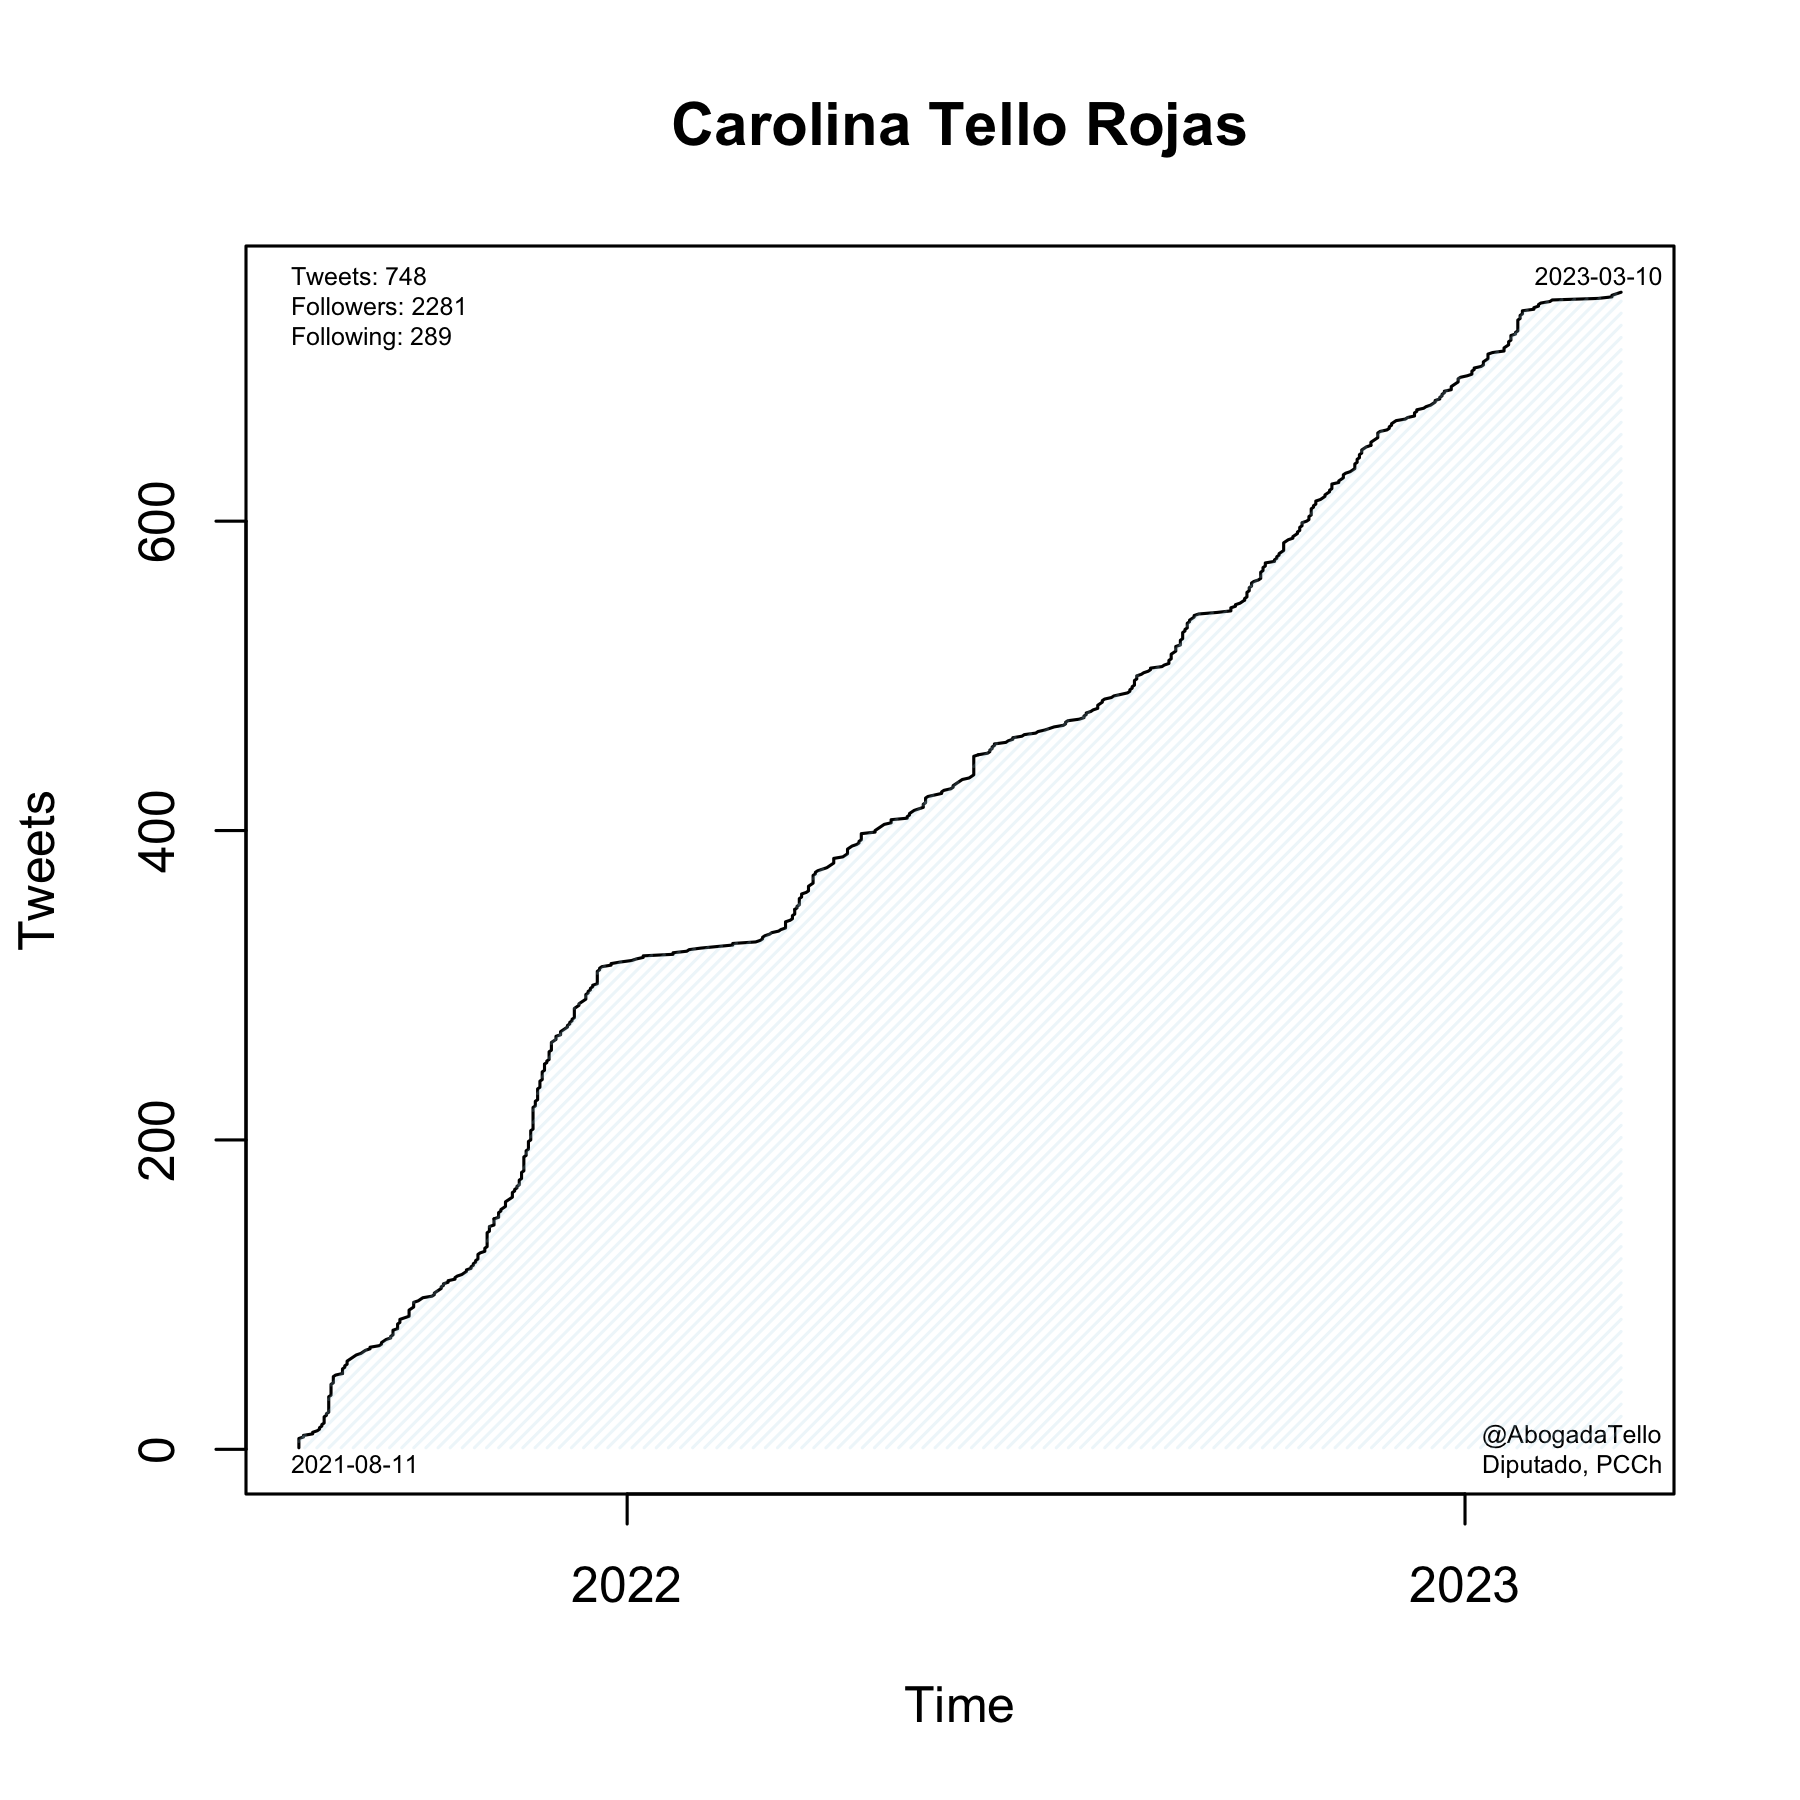 Carolina Tello Rojas
Tweets: 748
Followers: 2281
Following: 289
2023-03-10
600
400
200
0
Tweets
2021-08-11
@AbogadaTello
Diputado, PCCh
2022
2023
Time